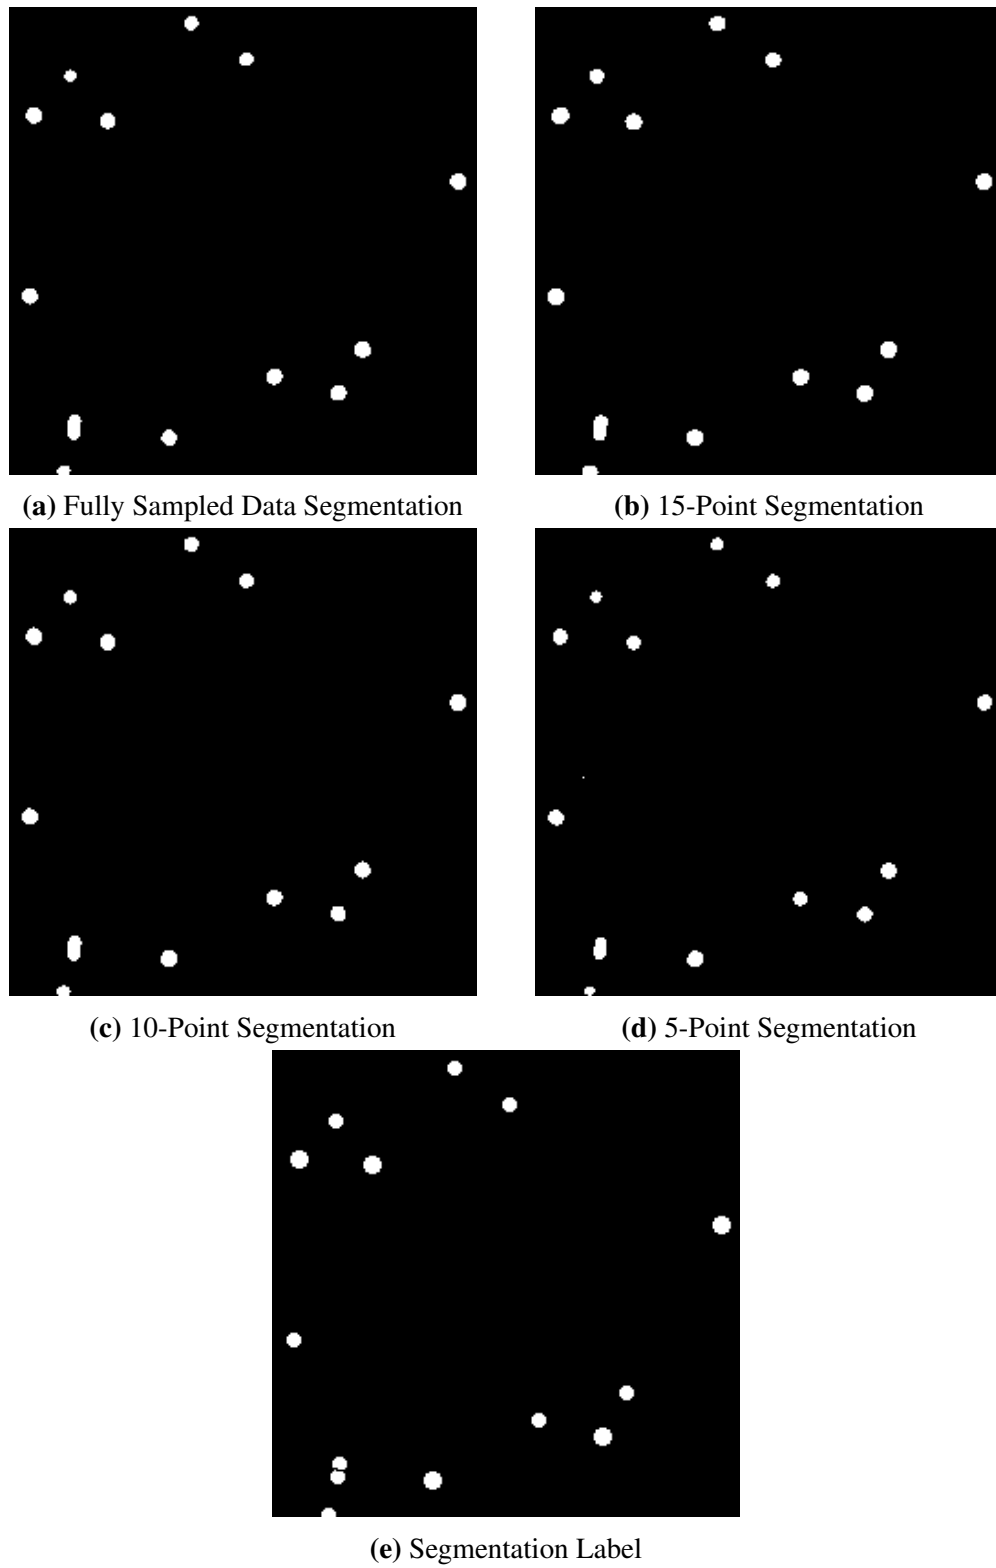 (a) Fully Sampled Data Segmentation
(b) 15-Point Segmentation
(c) 10-Point Segmentation
(d) 5-Point Segmentation
(e) Segmentation Label